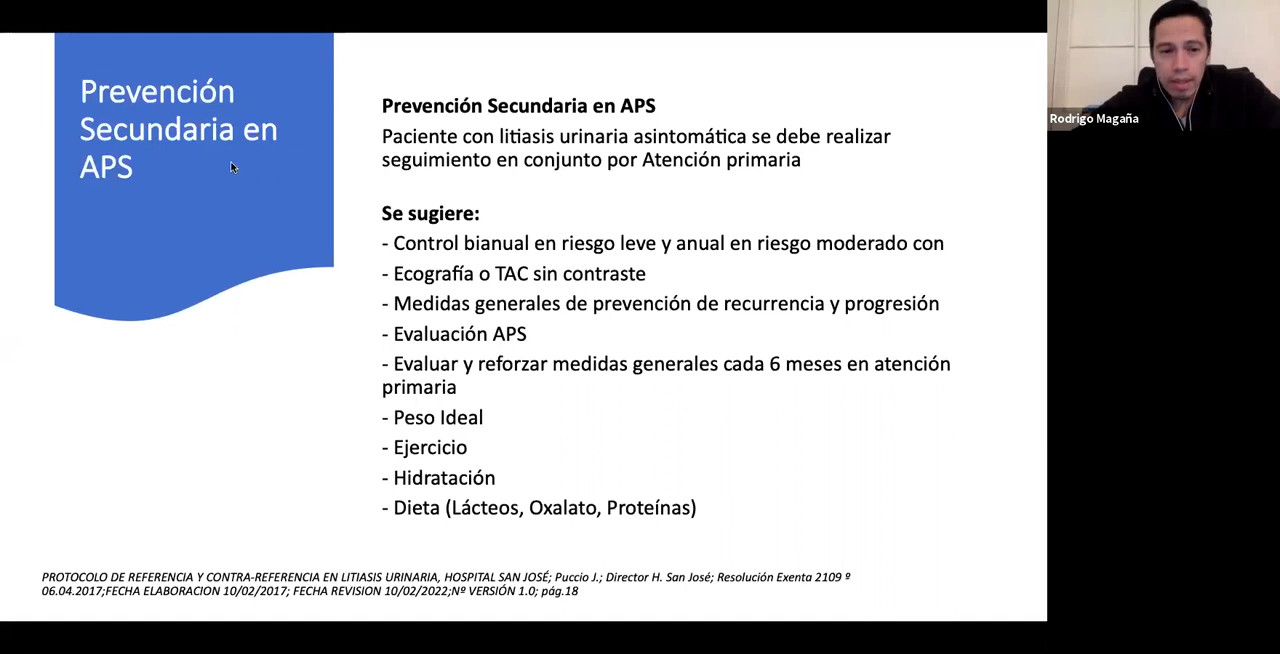 Prevención
Secundaria en
APS
Prevención Secundaria en APS
Paciente con litiasis urinaria asintomática se debe realizar
seguimiento en conjunto por Atención primaria
Se sugiere:
- Control bianual en riesgo leve y anual en riesgo moderado con
- Ecografía o TAC sin contraste
- Medidas generales de prevención de recurrencia y progresión
- Evaluación APS
- Evaluar y reforzar medidas generales cada 6 meses en atención
primaria
- Peso Ideal
- Ejercicio
- Hidratación
- Dieta (Lácteos, Oxalato, Proteínas)
PROTOCOLO DE REFERENCIA Y CONTRA-REFERENCIA EN LITIASIS URINARIA, HOSPITAL SAN JOSÉ; Puccio J.; Director H. San José; Resolución Exenta 2109 º
06.04.2017;FECHA ELABORACION 10/02/2017; FECHA REVISION 10/02/2022;Nº VERSIÓN 1.0; pág.18
Rodrigo Magaña